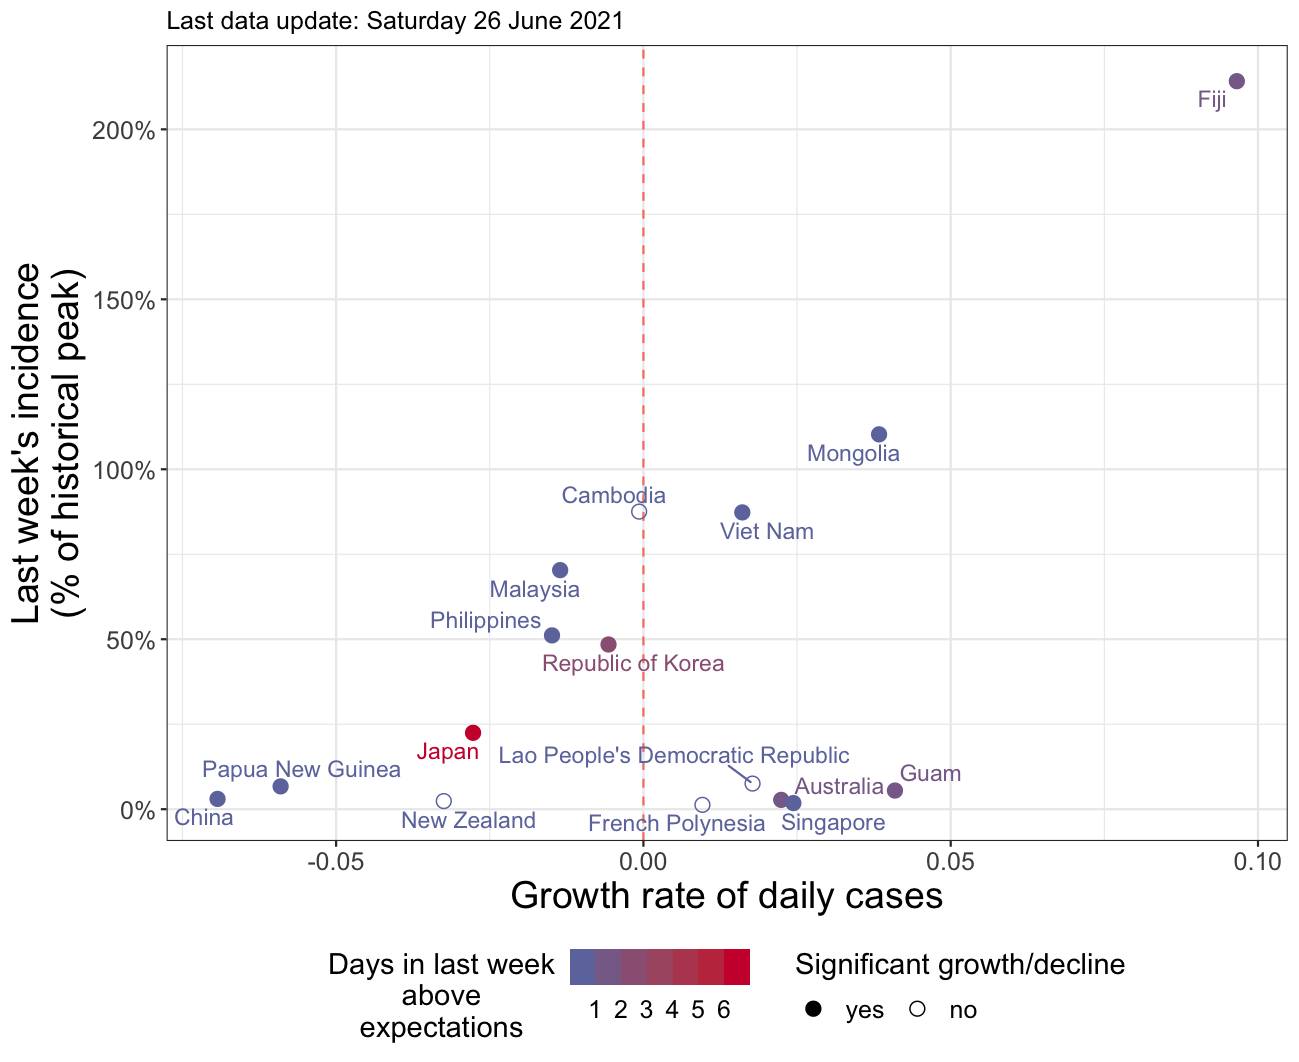 Last data update: Saturday 26 June 2021
Fiji
200%
150%
Mongolia
100%
Cambodia
Viet Nam
Malaysia
Philippines
50%
Republic of Korea
Japan
Lao People's Democratic Republic
Papua New Guinea
Guam
Australia
0%
China
New Zealand
French Polynesia
Singapore
Last week's incidence
(% of historical peak)
-0.05 0.00 0.05 0.10
Growth rate of daily cases
Days in last week
above
expectations
1 2 3 4 5 6
Significant growth/decline
yes no